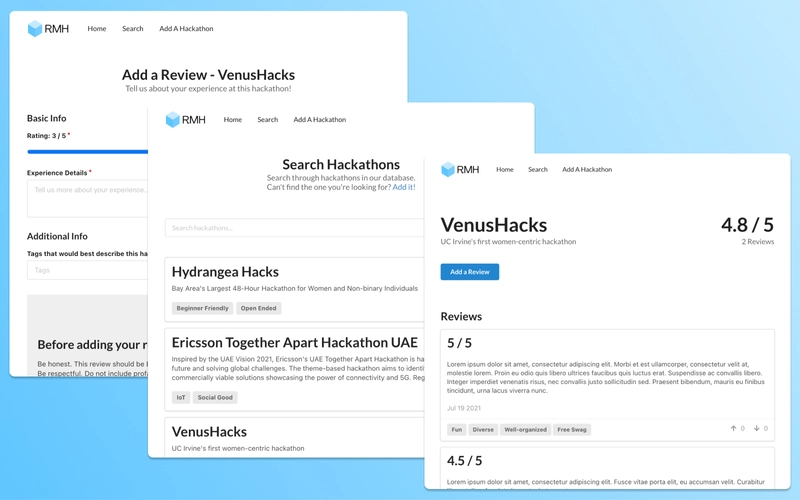 RMH Home Search Add A Hackathon
Add a Review - VenusHacks
Tell us about your experience at this hackathon!
Basic Info
Rating: 3 / 5 *
Experience Details *
Tell us more about your experience...
Additional Info
Tags that would best describe this ha
Tags
Before adding your r
Be honest. This review should be
Be respectful. Do not include
RMH Home Search Add A Hackathon
Search Hackathons
Search through hackathons in our database.
Can't find the one you're looking for? Add it!
Search hackathons...
Hydrangea Hacks
Bay Area's Largest 48-Hour Hackathon for Women and Non-binary Individuals
Beginner Friendly Open Ended
Ericsson Together Apart Hackathon UAE
Inspired by the UAE Vision 2021, Ericsson's UAE Together Apart Hackathon is ha
future and solving global challenges. The theme-based hackathon aims to identi
commercially viable solutions showcasing the power of connectivity and 5G. Reg
IoT Social Good
VenusHacks
UC Irvine's first women-centric hackathon
RMH Home Search Add A Hackathon
VenusHacks
4.8 / 5
UC Irvine's first women-centric hackathon
2 Reviews
Add a Review
Reviews
5 / 5
Lorem ipsum dolor sit amet, consectetur adipiscing elit. Morbi et est ullamcorper, consectetur velit at,
molestie lorem. Proin eu odio quis libero ultrices faucibus quis luctus erat. Suspendisse ac convallis libero.
Integer imperdiet venenatis risus, nec convallis justo sollicitudin sed. Praesent bibendum, mauris eu finibus
tincidunt, urna lacus viverra nunc.
Jul 19 2021
Fun Diverse Well-organized Free Swag 0 0
4.5 / 5
Lorem ipsum dolor sit amet, consectetur adipiscing elit. Fusce vitae porta elit, eu accumsan velit. Curabitur